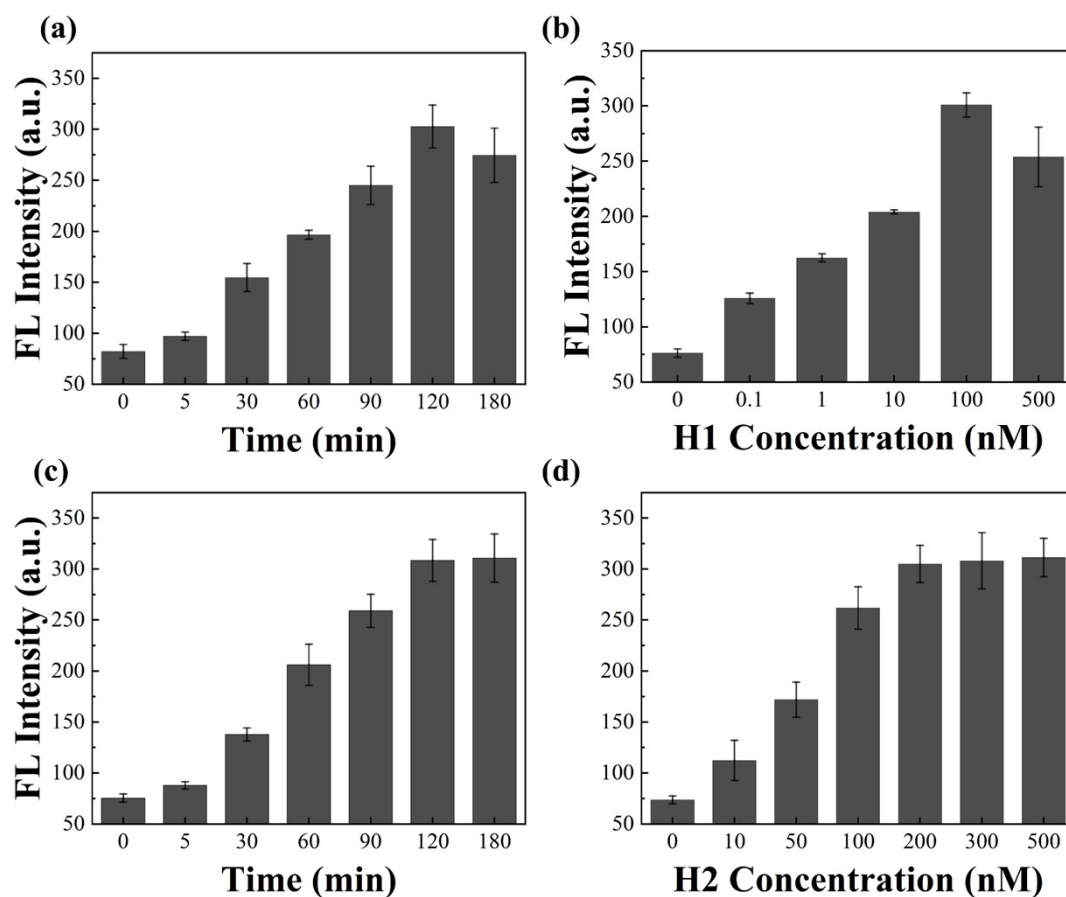 (a)
FL Intensity (a.u.)
350
300
250
200
150
100
50
0 5 30 60 90 120 180
Time (min)
(b)
FL Intensity (a.u.)
350
300
250
200
150
100
50
0 0.1 1 10 100 500
H1 Concentration (nM)
(c)
FL Intensity (a.u.)
350
300
250
200
150
100
50
0 5 30 60 90 120 180
Time (min)
(d)
350
300
250
200
150
100
50
0 10 50 100 200 300 500
H2 Concentration (nM)